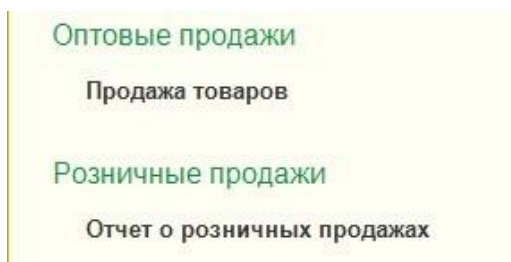 Оптовые продажи
Продажа товаров
Розничные продажи
Отчет о розничных продажах